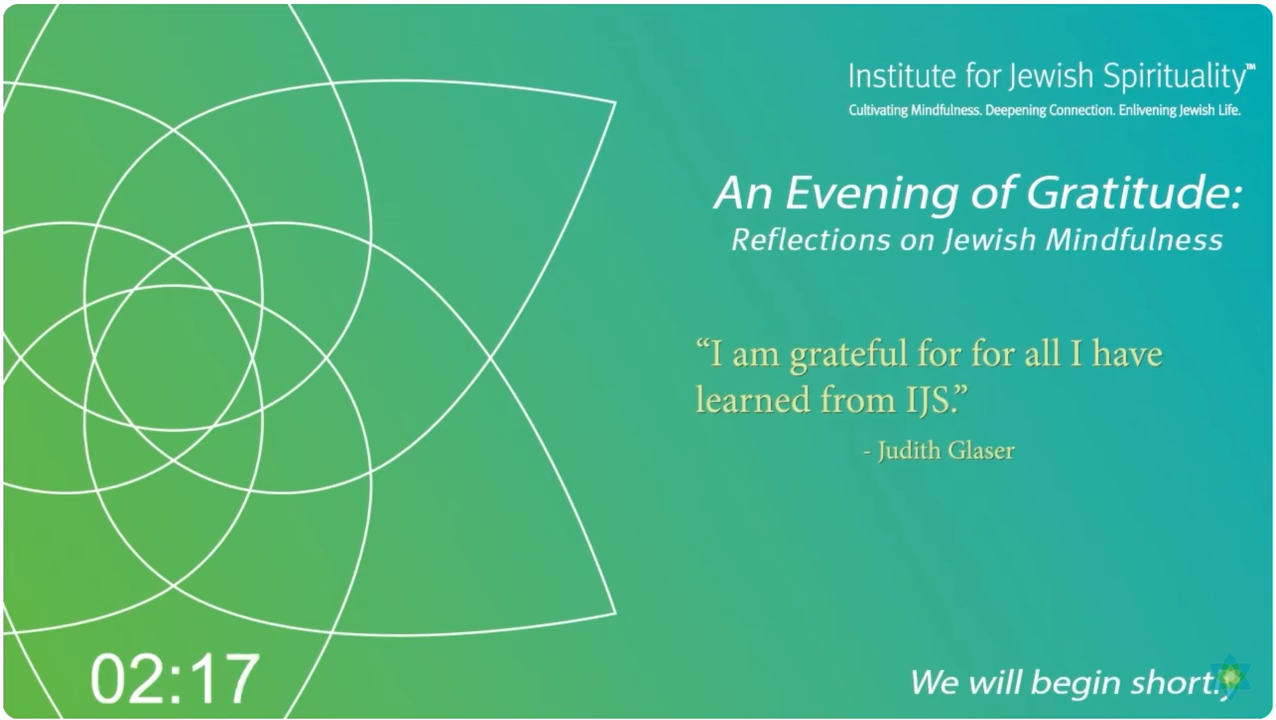 Institute for Jewish Spirituality™
Cultivating Mindfulness. Deepening Connection. Enlivening Jewish Life.
An Evening of Gratitude:
Reflections on Jewish Mindfulness
“I am grateful for for all I have
learned from IJS.”
- Judith Glaser
02:17
We will begin shortly